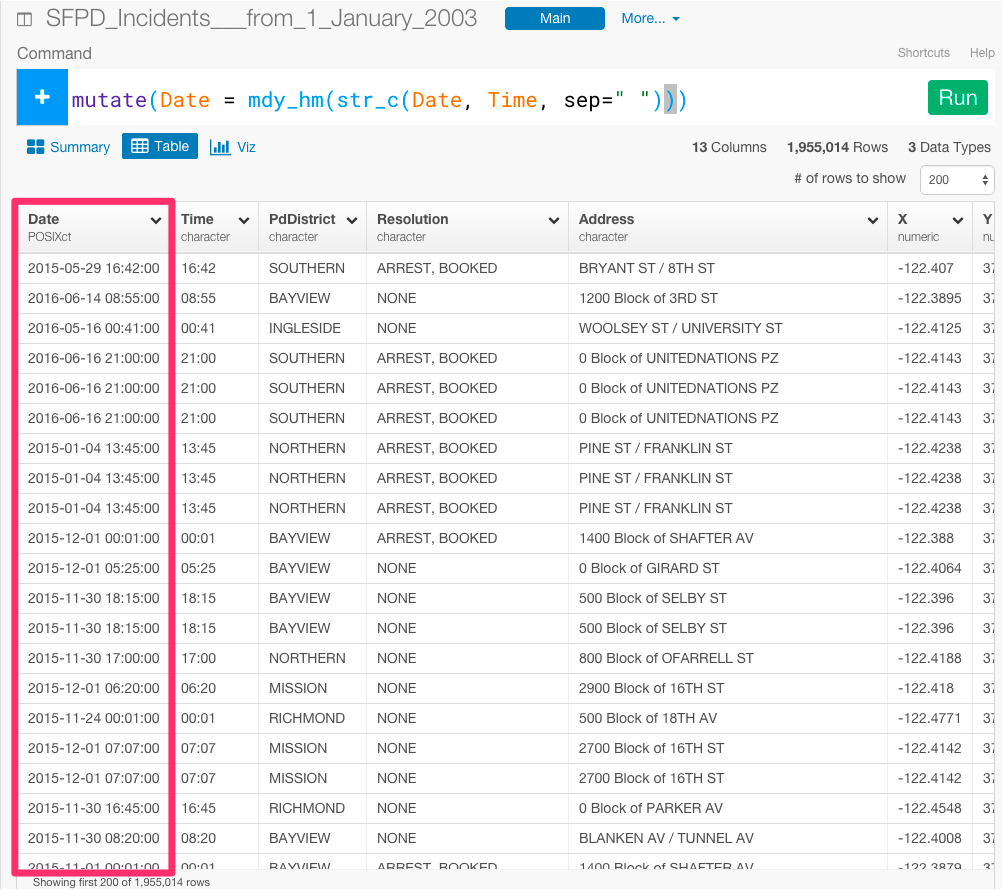 SFPD_Incidents___from_1_January_2003 Main More...
Command Shortcuts Help
+ mutate(Date = mdy_hm(str_c(Date, Time, sep=" "))) Run
Summary Table Viz 13 Columns 1,955,014 Rows 3 Data Types
# of rows to show 200
Date Time PdDistrict Resolution Address X Y
POSIXct character character character character numeric nu
2015-05-29 16:42:00 16:42 SOUTHERN ARREST, BOOKED BRYANT ST / 8TH ST -122.407 37
2016-06-14 08:55:00 08:55 BAYVIEW NONE 1200 Block of 3RD ST -122.3895 37
2016-05-16 00:41:00 00:41 INGLESIDE NONE WOOLSEY ST / UNIVERSITY ST -122.4125 37
2016-06-16 21:00:00 21:00 SOUTHERN ARREST, BOOKED 0 Block of UNITEDNATIONS PZ -122.4143 37
2016-06-16 21:00:00 21:00 SOUTHERN ARREST, BOOKED 0 Block of UNITEDNATIONS PZ -122.4143 37
2016-06-16 21:00:00 21:00 SOUTHERN ARREST, BOOKED 0 Block of UNITEDNATIONS PZ -122.4143 37
2015-01-04 13:45:00 13:45 NORTHERN ARREST, BOOKED PINE ST / FRANKLIN ST -122.4238 37
2015-01-04 13:45:00 13:45 NORTHERN ARREST, BOOKED PINE ST / FRANKLIN ST -122.4238 37
2015-01-04 13:45:00 13:45 NORTHERN ARREST, BOOKED PINE ST / FRANKLIN ST -122.4238 37
2015-12-01 00:01:00 00:01 BAYVIEW ARREST, BOOKED 1400 Block of SHAFTER AV -122.388 37
2015-12-01 05:25:00 05:25 BAYVIEW NONE 0 Block of GIRARD ST -122.4064 37
2015-11-30 18:15:00 18:15 BAYVIEW NONE 500 Block of SELBY ST -122.396 37
2015-11-30 18:15:00 18:15 BAYVIEW NONE 500 Block of SELBY ST -122.396 37
2015-11-30 17:00:00 17:00 NORTHERN NONE 800 Block of OFARRELL ST -122.4188 37
2015-12-01 06:20:00 06:20 MISSION NONE 2900 Block of 16TH ST -122.418 37
2015-11-24 00:01:00 00:01 RICHMOND NONE 500 Block of 18TH AV -122.4771 37
2015-12-01 07:07:00 07:07 MISSION NONE 2700 Block of 16TH ST -122.4142 37
2015-12-01 07:07:00 07:07 MISSION NONE 2700 Block of 16TH ST -122.4142 37
2015-11-30 16:45:00 16:45 RICHMOND NONE 0 Block of PARKER AV -122.4548 37
2015-11-30 08:20:00 08:20 BAYVIEW NONE BLANKEN AV / TUNNEL AV -122.4008 37
2015-11-01 00:01:00 00:01 BAYVIEW ARREST, BOOKED 1400 Block of SHAFTER AV -122.3879 37
Showing first 200 of 1,955,014 rows